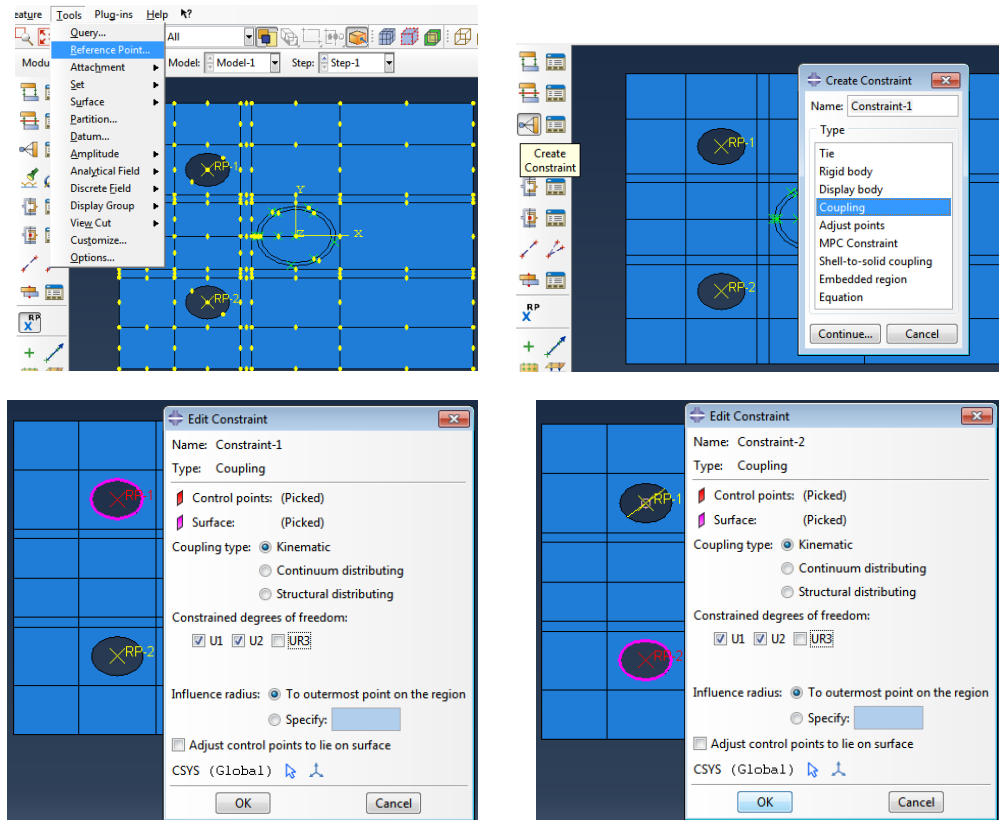 eature Tools Plug-ins Help
Query...
All
Reference Point...
Modu
Model: Model-1 Step: Step-1
Attachment
Set
Surface
Partition...
Datum...
Amplitude
Analytical Field
Discrete Field
Display Group
View Cut
Customize...
Options...
RP-1
Y
X
Z
RP-2
RP
X
Create Constraint
Name: Constraint-1
Type
Tie
Rigid body
Display body
Coupling
Adjust points
MPC Constraint
Shell-to-solid coupling
Embedded region
Equation
Continue... Cancel
Create
Constraint
RP-1
RP-2
RP
X
Edit Constraint
Name: Constraint-1
Type: Coupling
Control points: (Picked)
Surface: (Picked)
Coupling type: Kinematic
Continuum distributing
Structural distributing
Constrained degrees of freedom:
U1 U2 UR3
Influence radius: To outermost point on the region
Specify:
Adjust control points to lie on surface
CSYS (Global)
OK Cancel
RP-1
RP-2
Edit Constraint
Name: Constraint-2
Type: Coupling
Control points: (Picked)
Surface: (Picked)
Coupling type: Kinematic
Continuum distributing
Structural distributing
Constrained degrees of freedom:
U1 U2 UR3
Influence radius: To outermost point on the region
Specify:
Adjust control points to lie on surface
CSYS (Global)
OK Cancel
RP-1
RP-2